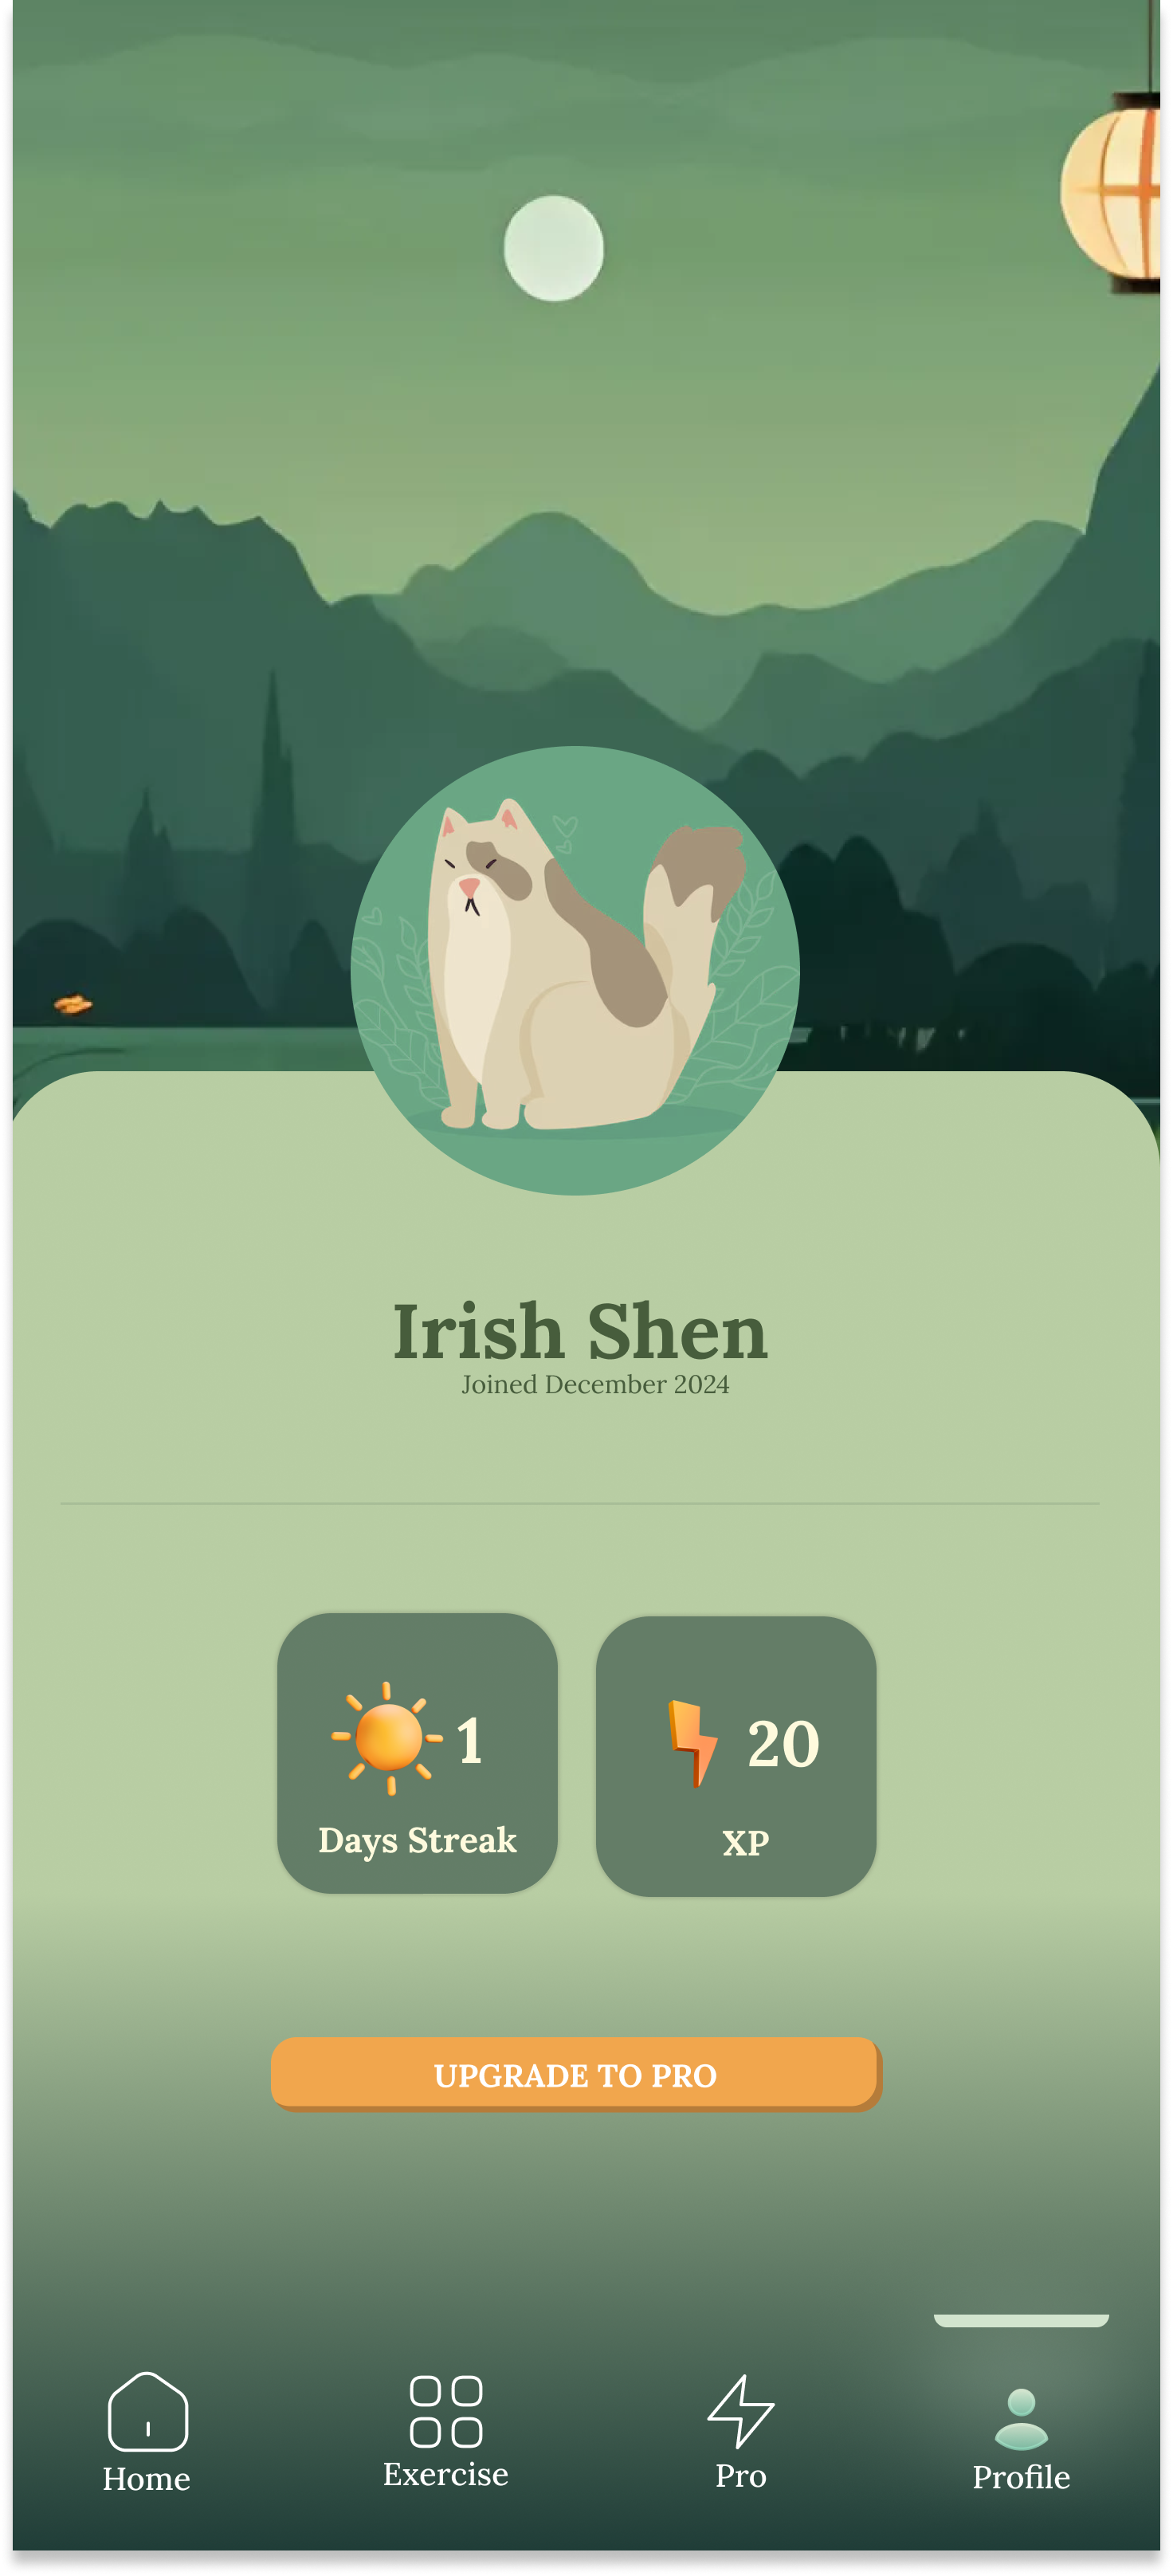 Irish Shen
Joined December 2024
1
Days Streak
20
XP
UPGRADE TO PRO
Home
Exercise
Pro
Profile